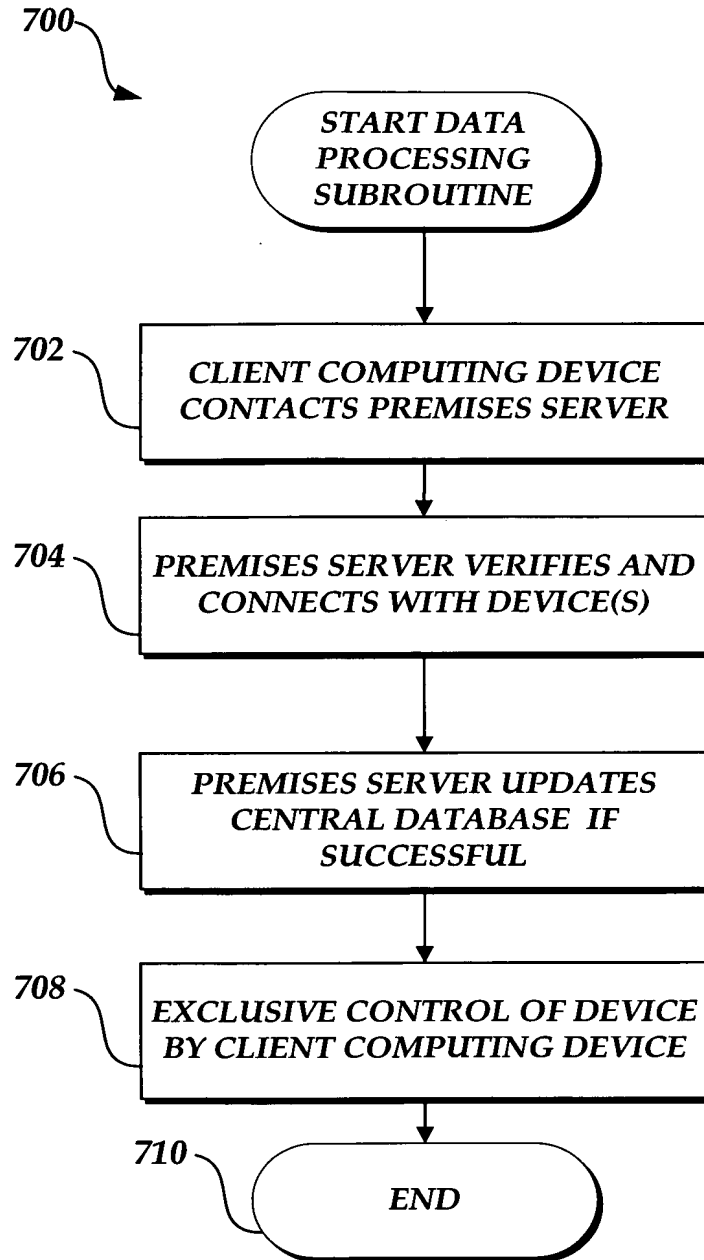 700
START DATA
PROCESSING
SUBROUTINE
702
CLIENT COMPUTING DEVICE
CONTACTS PREMISES SERVER
704
PREMISES SERVER VERIFIES AND
CONNECTS WITH DEVICE(S)
706
PREMISES SERVER UPDATES
CENTRAL DATABASE IF
SUCCESSFUL
708
EXCLUSIVE CONTROL OF DEVICE
BY CLIENT COMPUTING DEVICE
710
END